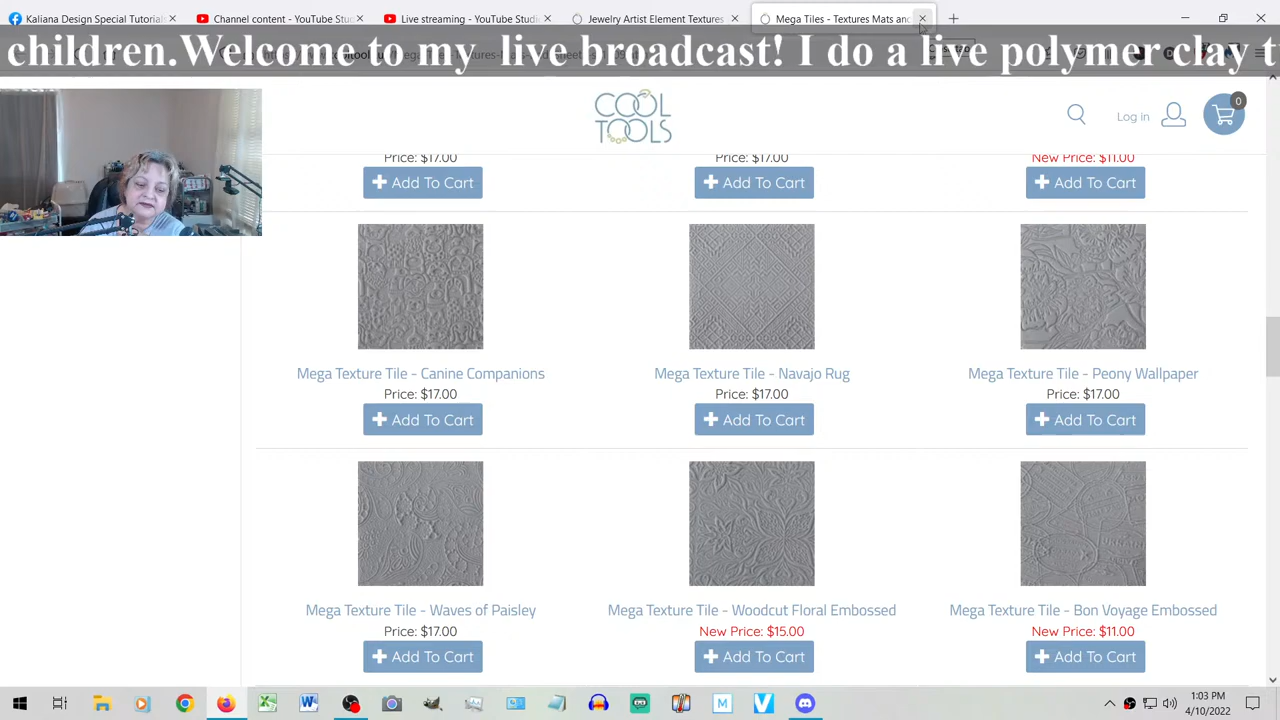 Kaliana Design Special Tutorials
Channel content - YouTube Stu
Live streaming - YouTube Studi
Jewelry Artist Element Textures
Mega Tiles - Textures Mats and
children.Welcome to my live broadcast! I do a live polymer clay t
COOL
TOOLS
Log in
0
Price: $17.00
Price: $17.00
New Price: $11.00
Add To Cart
Add To Cart
Add To Cart
Mega Texture Tile - Canine Companions
Mega Texture Tile - Navajo Rug
Mega Texture Tile - Peony Wallpaper
Price: $17.00
Price: $17.00
Price: $17.00
Add To Cart
Add To Cart
Add To Cart
Mega Texture Tile - Waves of Paisley
Mega Texture Tile - Woodcut Floral Embossed
Mega Texture Tile - Bon Voyage Embossed
Price: $17.00
New Price: $15.00
New Price: $11.00
Add To Cart
Add To Cart
Add To Cart
1:03 PM
4/10/2022